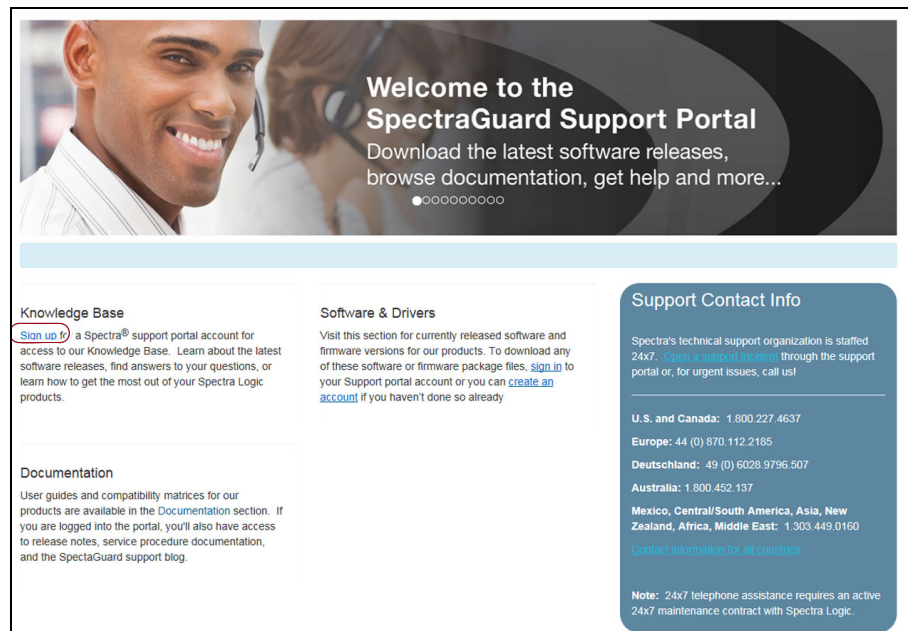 Welcome to the
SpectraGuard Support Portal
Download the latest software releases,
browse documentation, get help and more...
Knowledge Base
Sign up for a Spectra® support portal account for
access to our Knowledge Base. Learn about the latest
software releases, find answers to your questions, or
learn how to get the most out of your Spectra Logic
products.
Software & Drivers
Visit this section for currently released software and
firmware versions for our products. To download any
of these software or firmware package files, sign in to
your Support portal account or you can create an
account if you haven't done so already
Documentation
User guides and compatibility matrices for our
products are available in the Documentation section. If
you are logged into the portal, you'll also have access
to release notes, service procedure documentation,
and the SpectaGuard support blog.
Support Contact Info
Spectra's technical support organization is staffed
24x7. Open a support incident through the support
portal or, for urgent issues, call us!
U.S. and Canada: 1.800.227.4637
Europe: 44 (0) 870.112.2185
Deutschland: 49 (0) 6028.9796.507
Australia: 1.800.452.137
Mexico, Central/South America, Asia, New
Zealand, Africa, Middle East: 1.303.449.0160
Contact information for all countries
Note: 24x7 telephone assistance requires an active
24x7 maintenance contract with Spectra Logic.